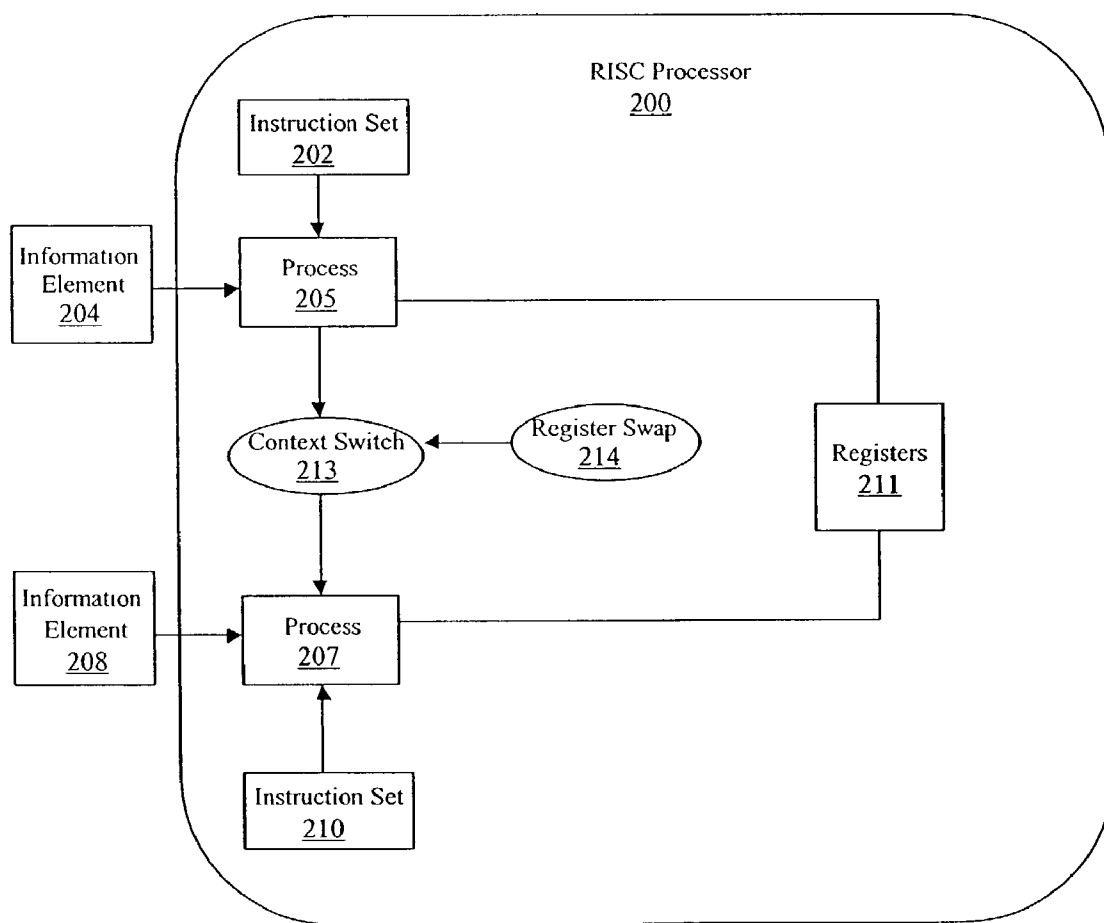 RISC Processor
200
Instruction Set
202
Information
Element
204
Process
205
Context Switch
213
Register Swap
214
Registers
211
Information
Element
208
Process
207
Instruction Set
210